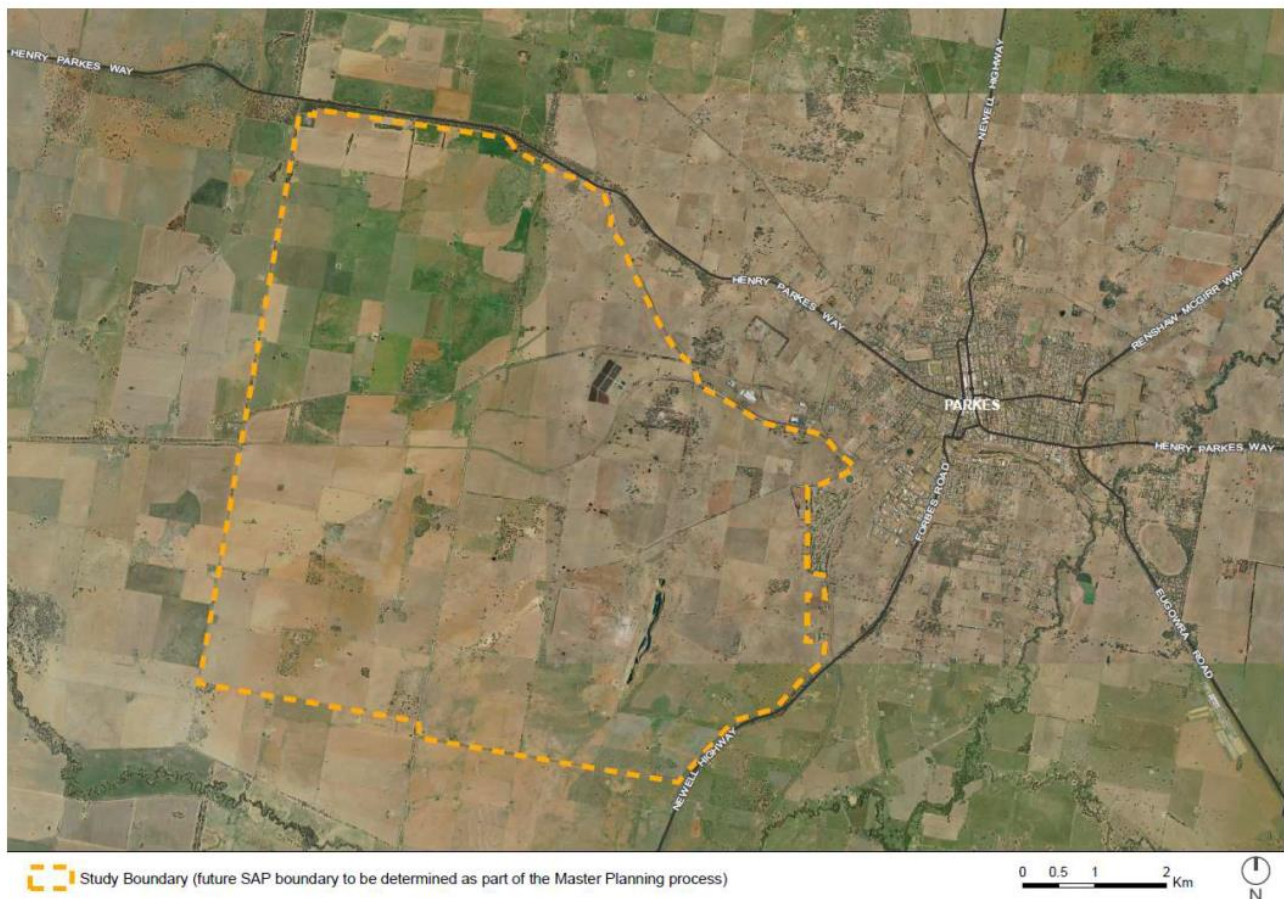 HENRY PARKES WAY
NEWELL HIGHWAY
RENSHAW MCGIRR WAY
HENRY PARKES WAY
PARKES
HENRY PARKES WAY
FORBES ROAD
EUGOWRA ROAD
NEWELL HIGHWAY
Study Boundary (future SAP boundary to be determined as part of the Master Planning process)
0 0.5 1 2
Km
N